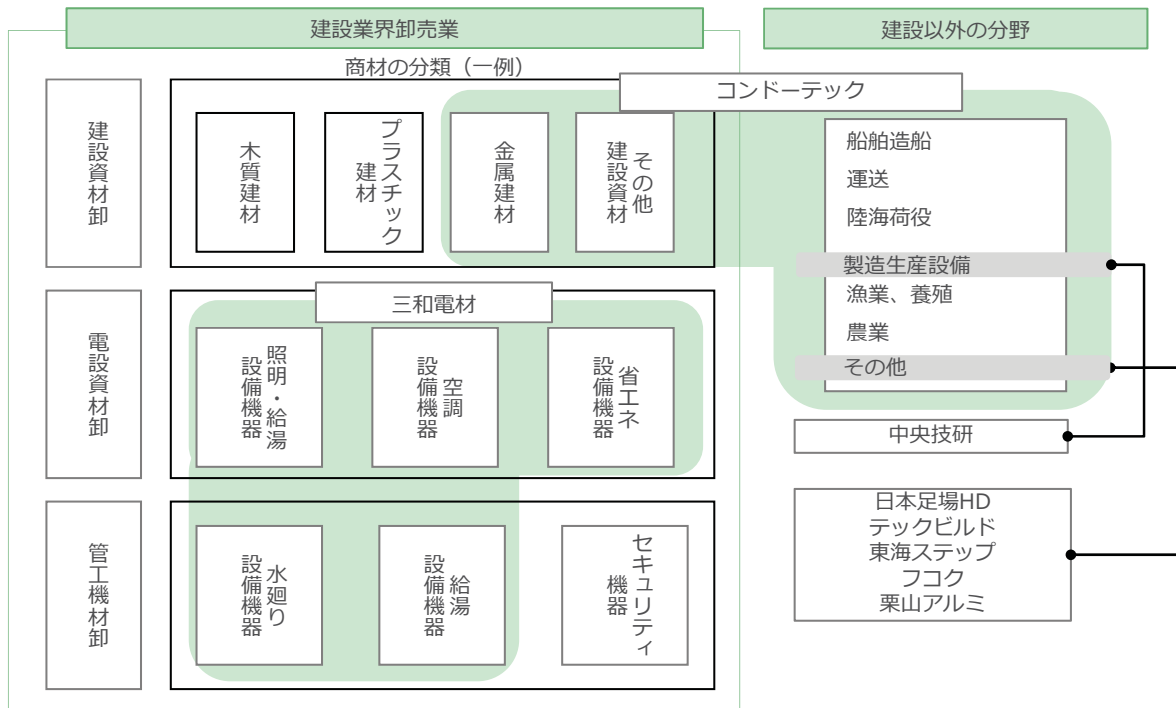 建設業界卸売業
建設以外の分野
商材の分類（一例）
コンドーテック
建設資材卸
木質建材
プラスチック
建材
金属建材
その他
建設資材
船舶造船
運送
陸海荷役
製造生産設備
漁業、養殖
農業
その他
三和電材
電設資材卸
照明・給湯
設備機器
空調
設備機器
省エネ
設備機器
中央技研
管工機材卸
水廻り
設備機器
給湯
設備機器
セキュリティ
機器
日本足場HD
テックビルド
東海ステップ
フコク
栗山アルミ